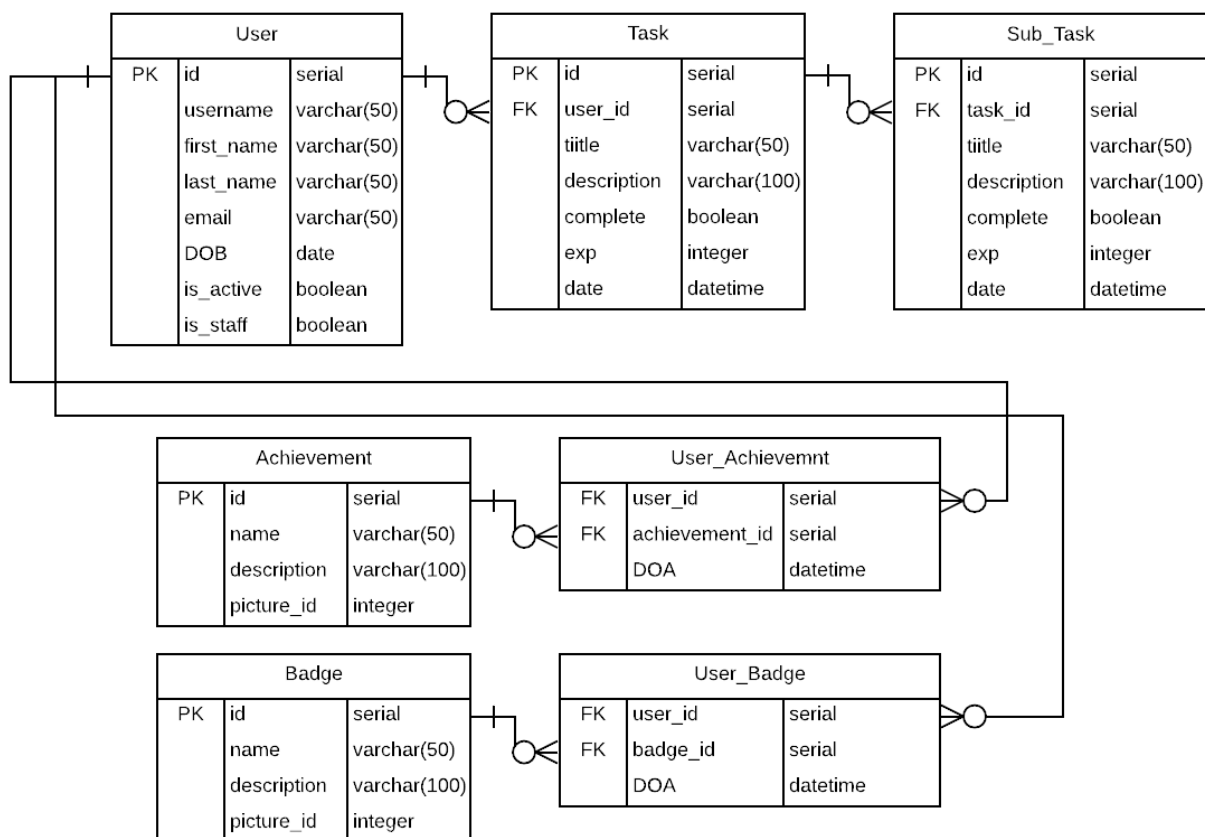 User
PK id serial
username varchar(50)
first_name varchar(50)
last_name varchar(50)
email varchar(50)
DOB date
is_active boolean
is_staff boolean
Task
PK id serial
FK user_id serial
tiitle varchar(50)
description varchar(100)
complete boolean
exp integer
date datetime
Sub_Task
PK id serial
FK task_id serial
tiitle varchar(50)
description varchar(100)
complete boolean
exp integer
date datetime
Achievement
PK id serial
name varchar(50)
description varchar(100)
picture_id integer
User_Achievemnt
FK user_id serial
FK achievement_id serial
DOA datetime
Badge
PK id serial
name varchar(50)
description varchar(100)
picture_id integer
User_Badge
FK user_id serial
FK badge_id serial
DOA datetime